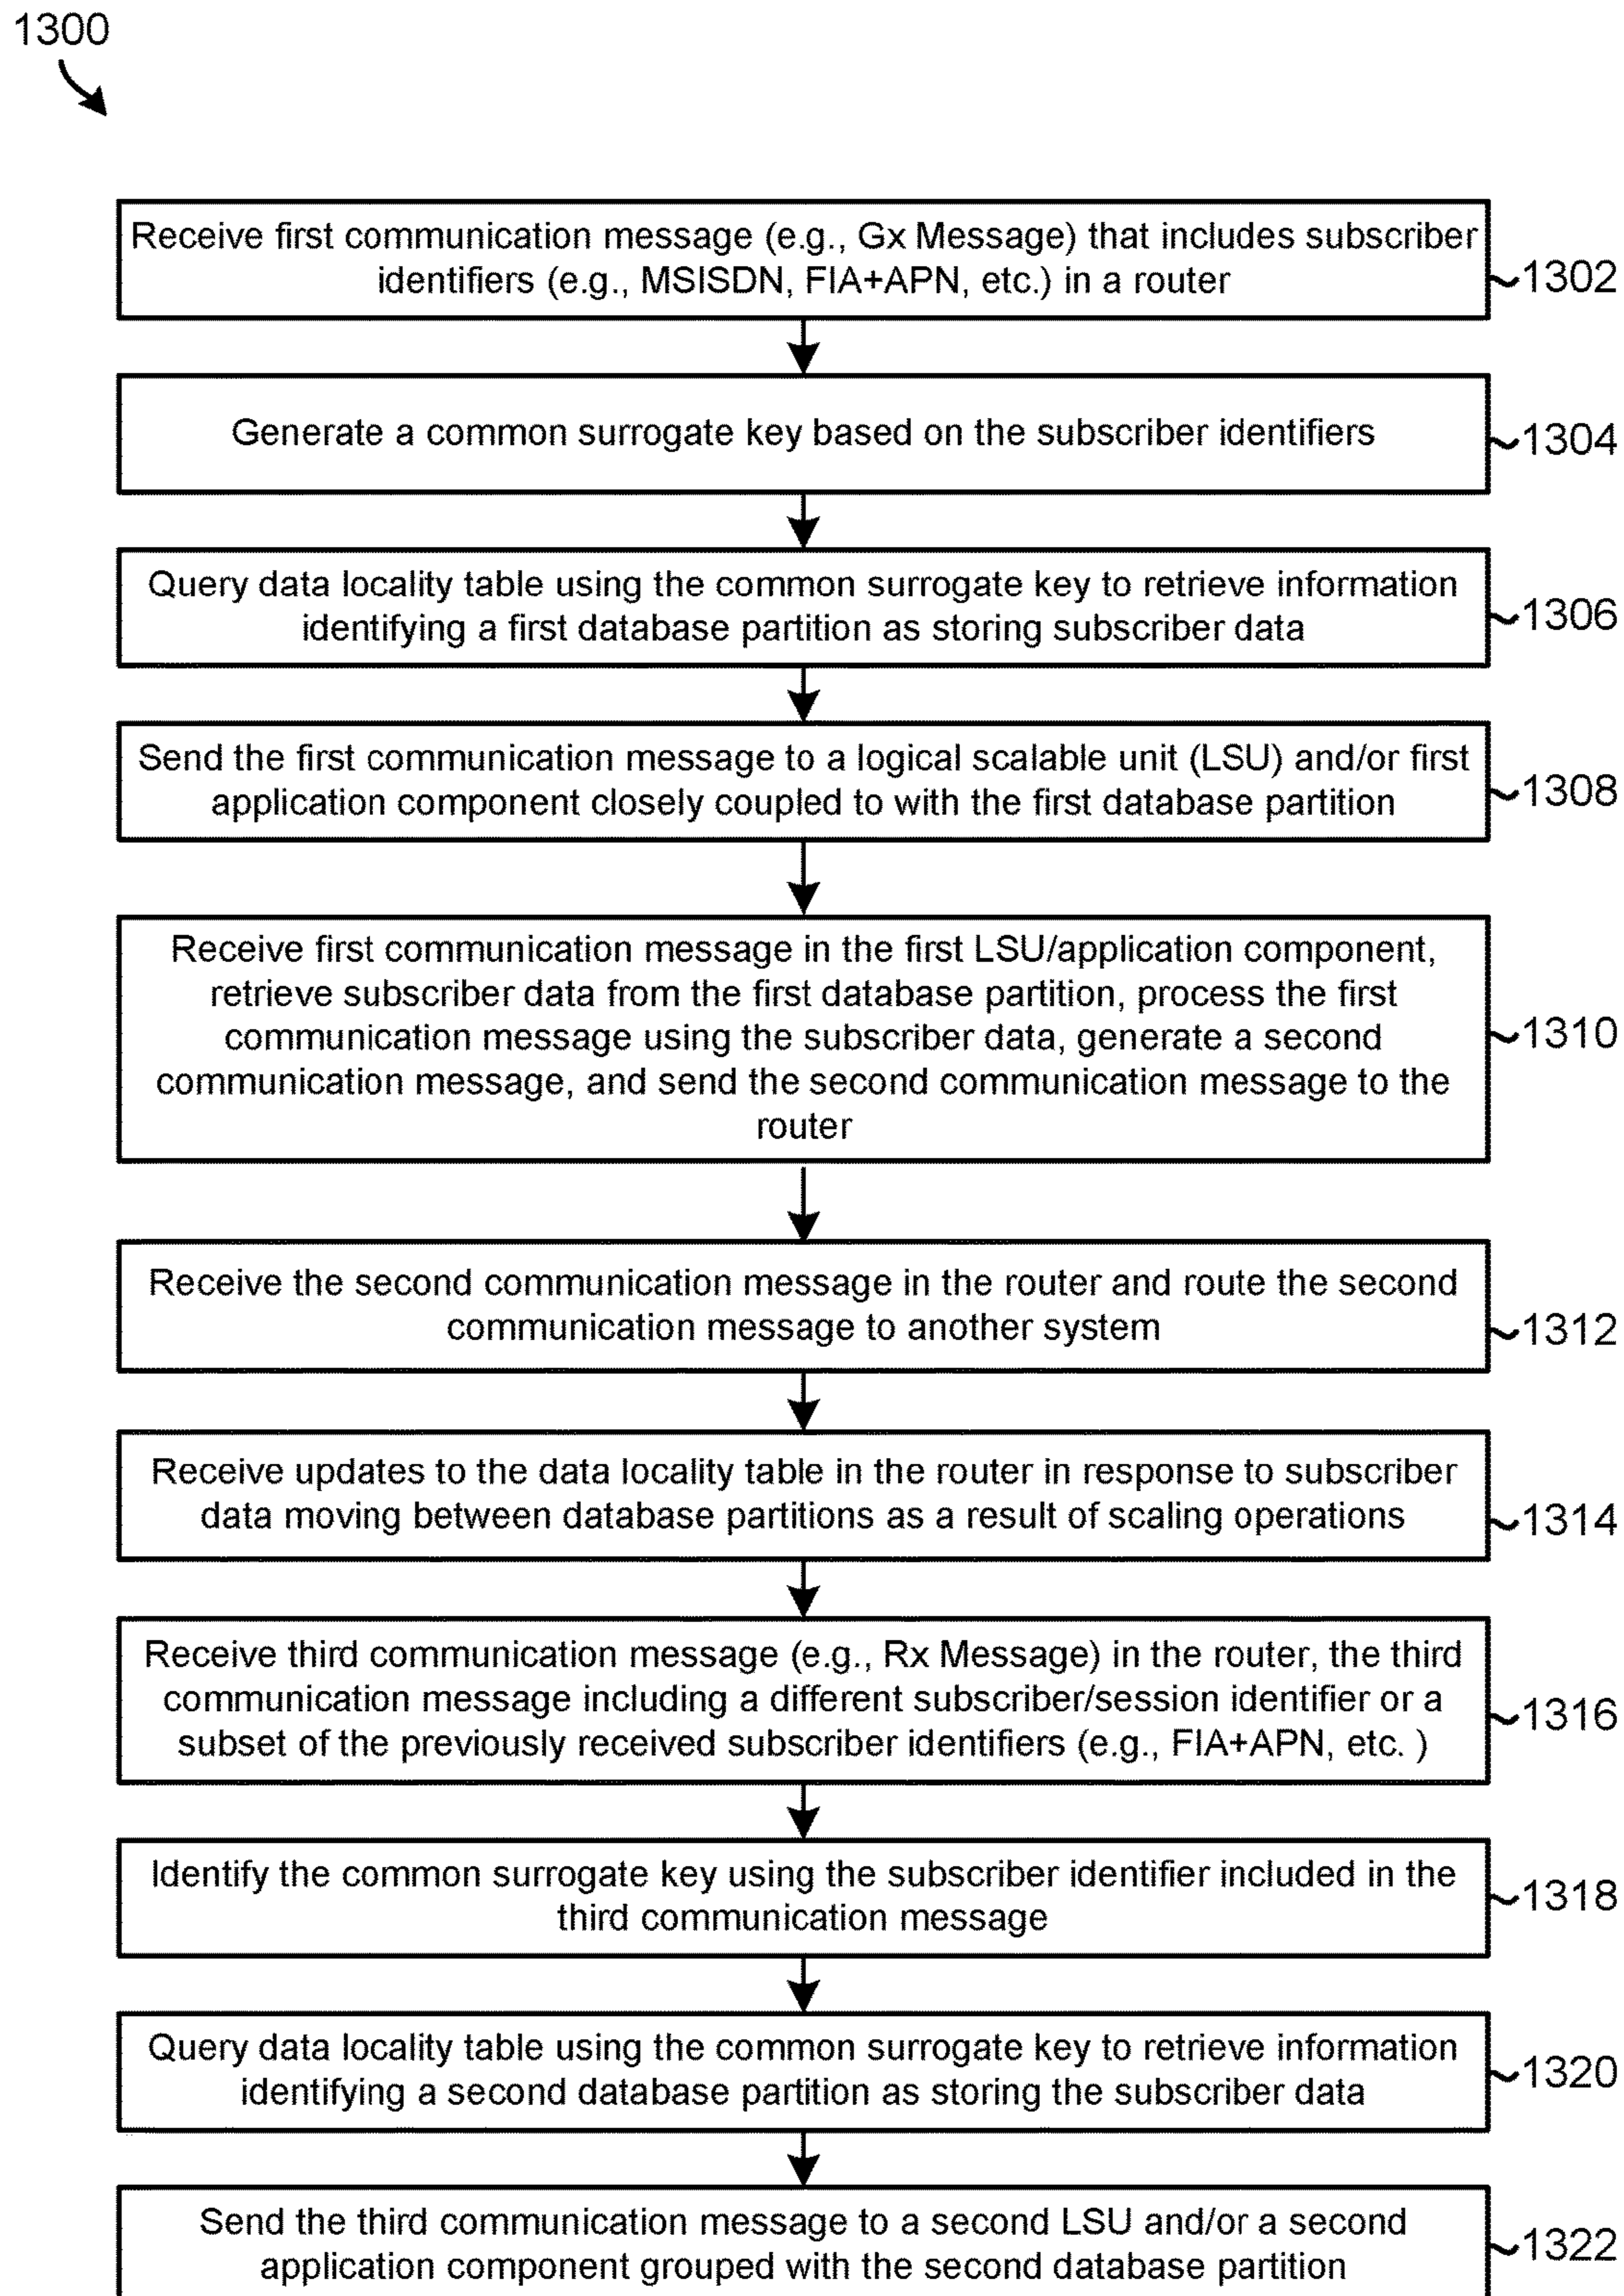 1300
Receive first communication message (e.g., Gx Message) that includes subscriber
identifiers (e.g., MSISDN, FIA+APN, etc.) in a router
1302
Generate a common surrogate key based on the subscriber identifiers
1304
Query data locality table using the common surrogate key to retrieve information
identifying a first database partition as storing subscriber data
1306
Send the first communication message to a logical scalable unit (LSU) and/or first
application component closely coupled to with the first database partition
1308
Receive first communication message in the first LSU/application component,
retrieve subscriber data from the first database partition, process the first
communication message using the subscriber data, generate a second
communication message, and send the second communication message to the
router
1310
Receive the second communication message in the router and route the second
communication message to another system
1312
Receive updates to the data locality table in the router in response to subscriber
data moving between database partitions as a result of scaling operations
1314
Receive third communication message (e.g., Rx Message) in the router, the third
communication message including a different subscriber/session identifier or a
subset of the previously received subscriber identifiers (e.g., FIA+APN, etc. )
1316
Identify the common surrogate key using the subscriber identifier included in the
third communication message
1318
Query data locality table using the common surrogate key to retrieve information
identifying a second database partition as storing the subscriber data
1320
Send the third communication message to a second LSU and/or a second
application component grouped with the second database partition
1322